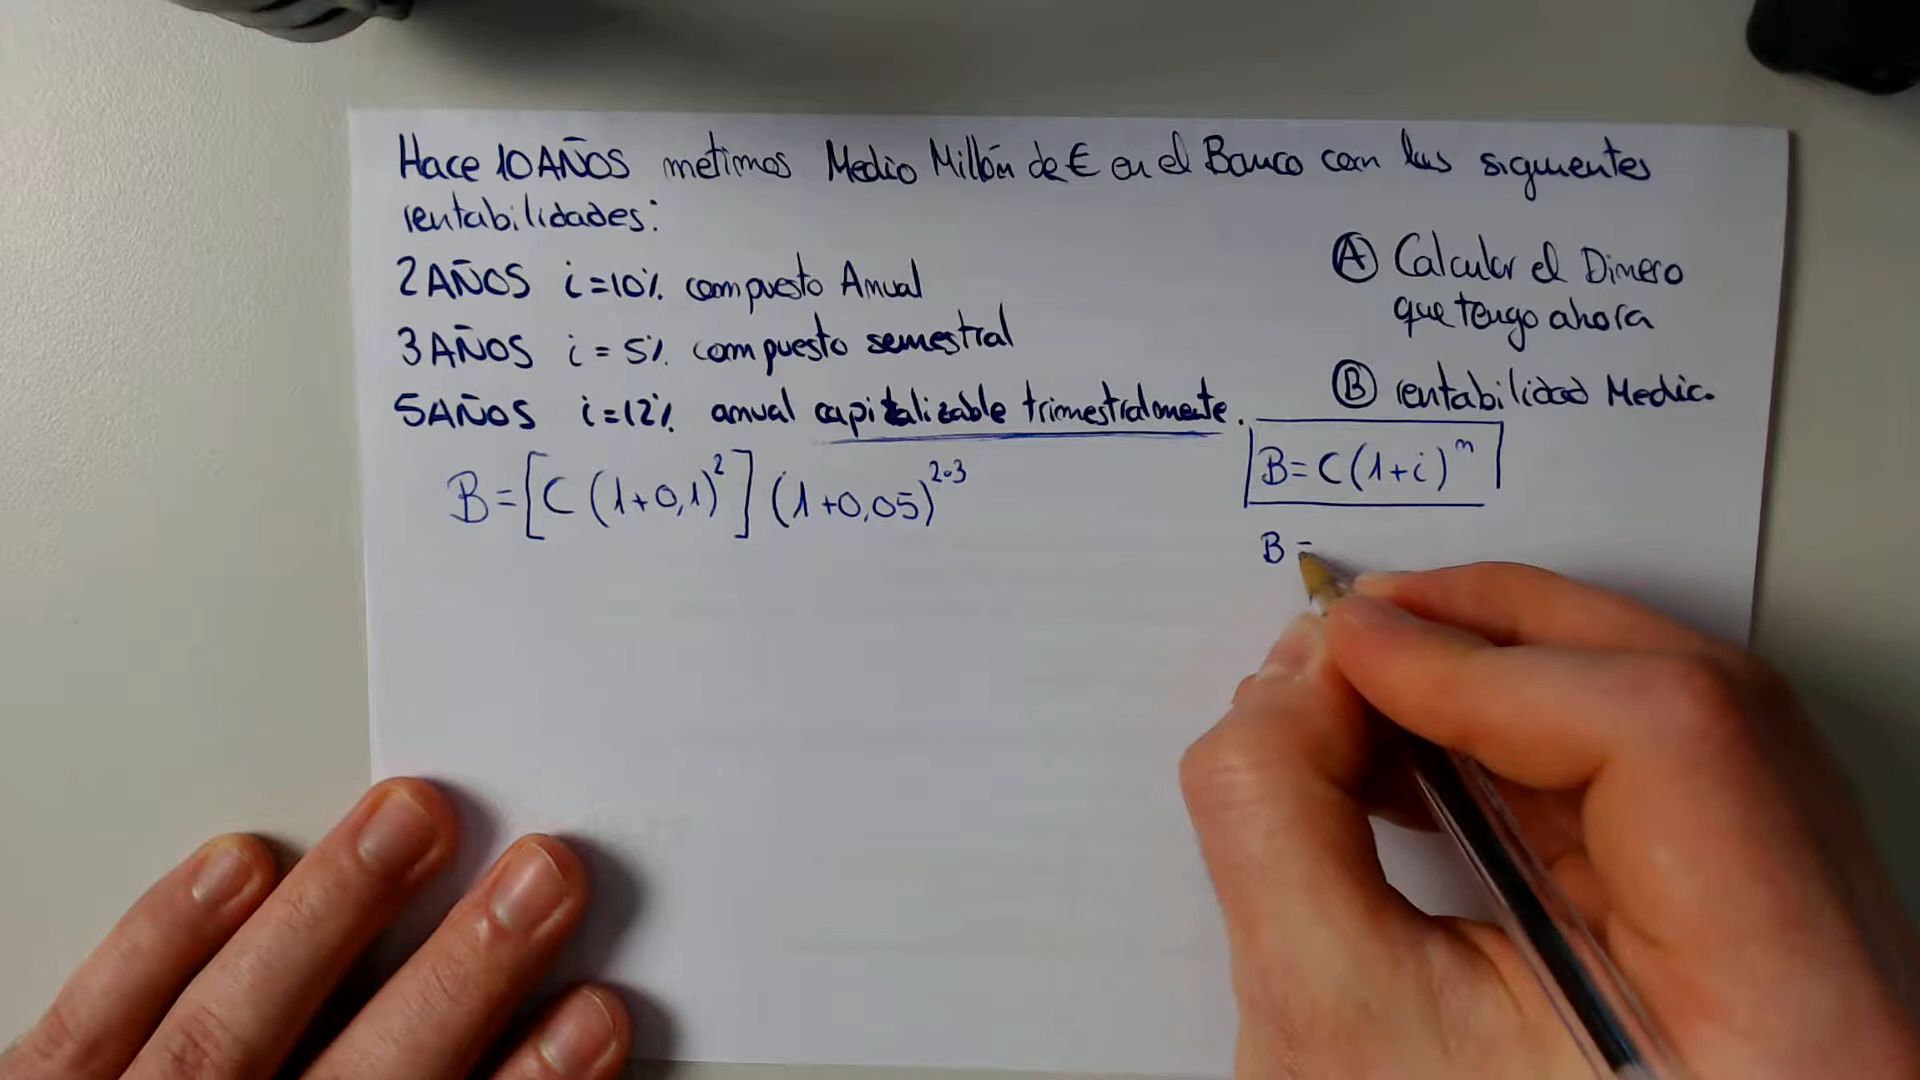 Hace 10 AÑOS metimos Medio Millón de € en el Banco con las siguientes
rentabilidades:
2 AÑOS i = 10% compuesto Anual
3 AÑOS i = 5% compuesto semestral
5 AÑOS i = 12% anual capitalizable trimestralmente.
B = [C (1+0,1)²] (1+0,05)^2·3
Ⓐ Calcular el Dinero
que tengo ahora
Ⓑ rentabilidad Media.
B = C (1+i)^n
B =